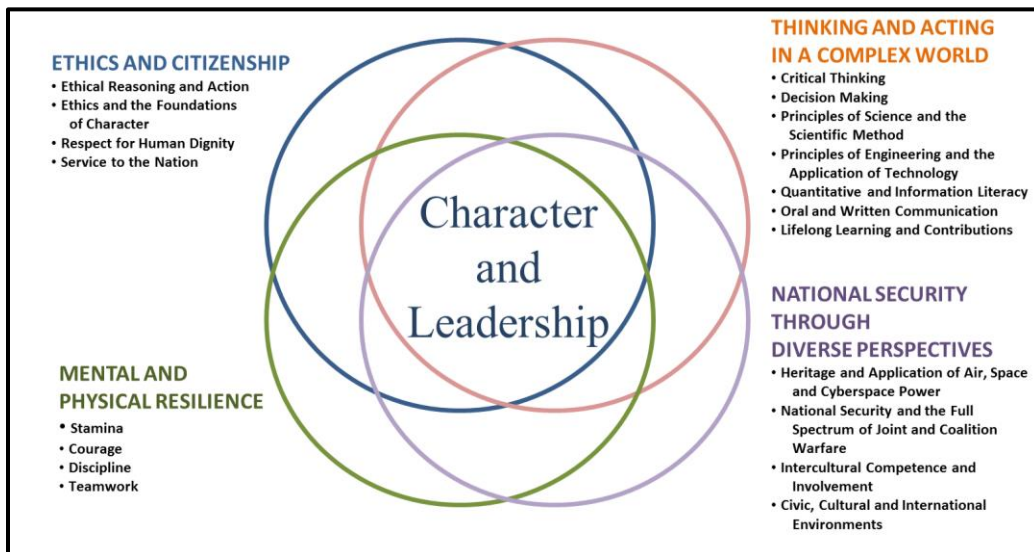 ETHICS AND CITIZENSHIP
• Ethical Reasoning and Action
• Ethics and the Foundations
of Character
• Respect for Human Dignity
• Service to the Nation
THINKING AND ACTING
IN A COMPLEX WORLD
• Critical Thinking
• Decision Making
• Principles of Science and the
Scientific Method
• Principles of Engineering and the
Application of Technology
• Quantitative and Information Literacy
• Oral and Written Communication
• Lifelong Learning and Contributions
Character
and
Leadership
MENTAL AND
PHYSICAL RESILIENCE
• Stamina
• Courage
• Discipline
• Teamwork
NATIONAL SECURITY
THROUGH
DIVERSE PERSPECTIVES
• Heritage and Application of Air, Space
and Cyberspace Power
• National Security and the Full
Spectrum of Joint and Coalition
Warfare
• Intercultural Competence and
Involvement
• Civic, Cultural and International
Environments